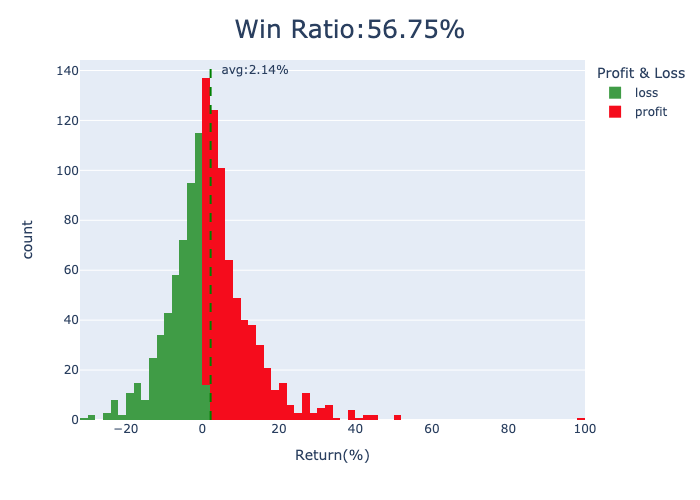 Win Ratio:56.75%
avg:2.14%
Profit & Loss
loss
profit
140
120
100
80
60
40
20
0
count
−20
0
20
40
60
80
100
Return(%)